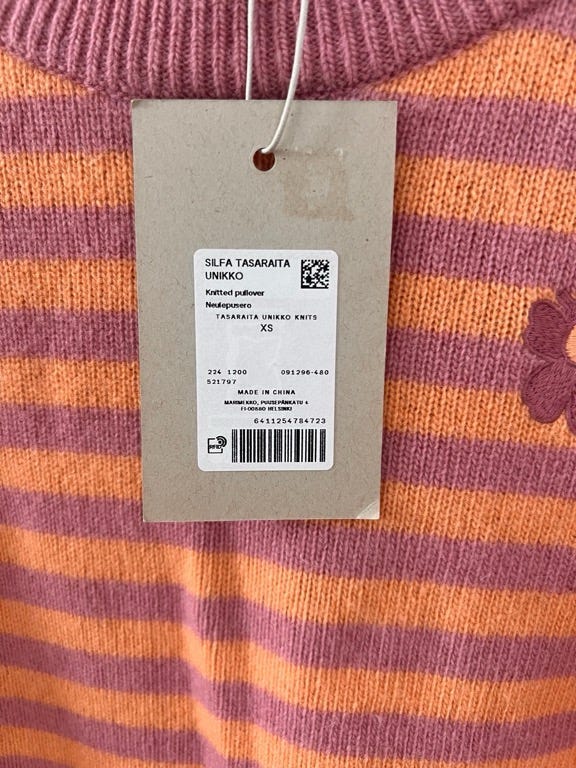 SILFA TASARAITA
UNIKKO
Knitted pullover
Neulepusero
TASARAITA UNIKKO KNITS
XS
224 1200 091296-480
521797
MADE IN CHINA
MARIMEKKO, PUUSEPÄNKATU 4
FI-00880 HELSINKI
6411254784723
RFID